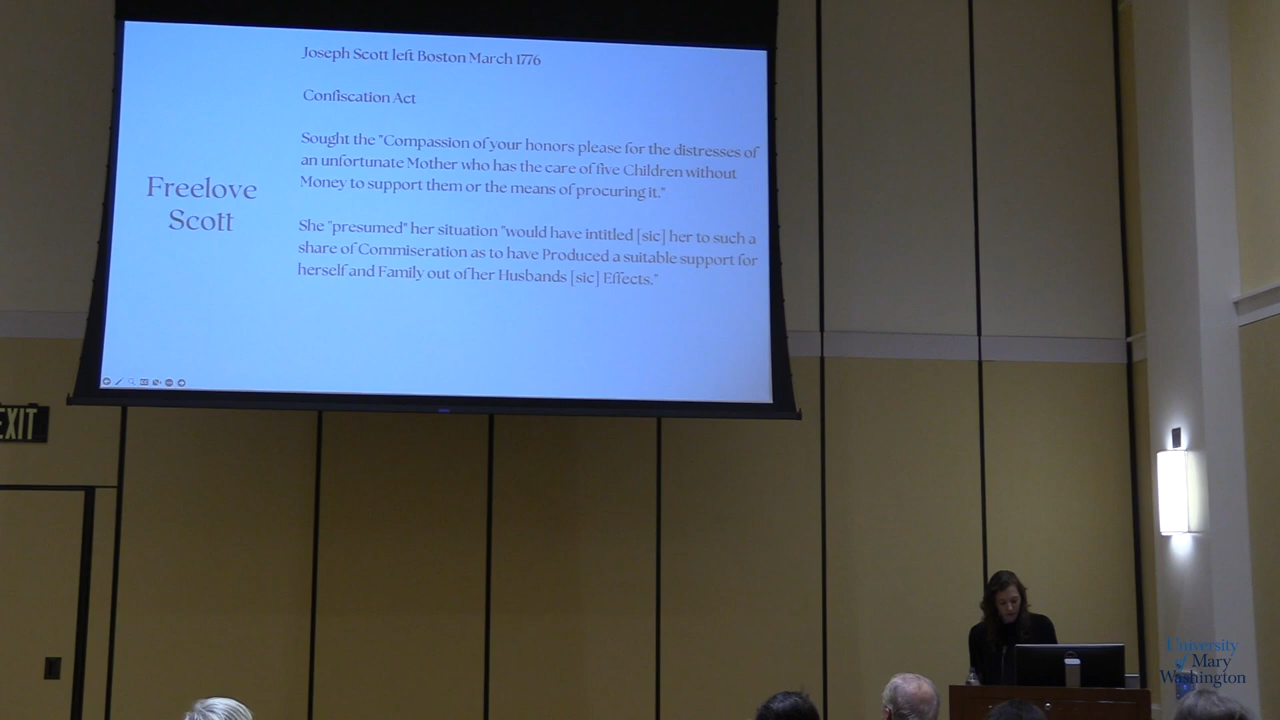 Joseph Scott left Boston March 1776
Confiscation Act
Sought the "Compassion of your honors please for the distresses of
an unfortunate Mother who has the care of five Children without
Money to support them or the means of procuring it."
Freelove
Scott
She "presumed" her situation "would have intitled [sic] her to such a
share of Commiseration as to have Produced a suitable support for
herself and Family out of her Husbands [sic] Effects."
EXIT
University
of Mary
Washington